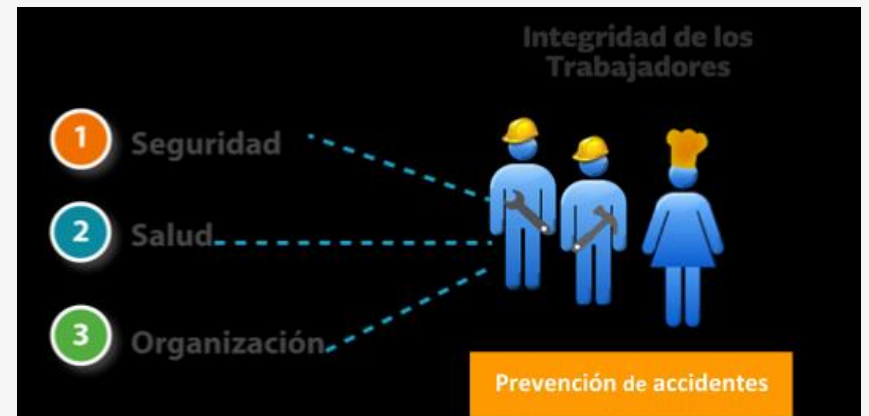 Integridad de los
Trabajadores
1 Seguridad
2 Salud
3 Organización
Prevención de accidentes